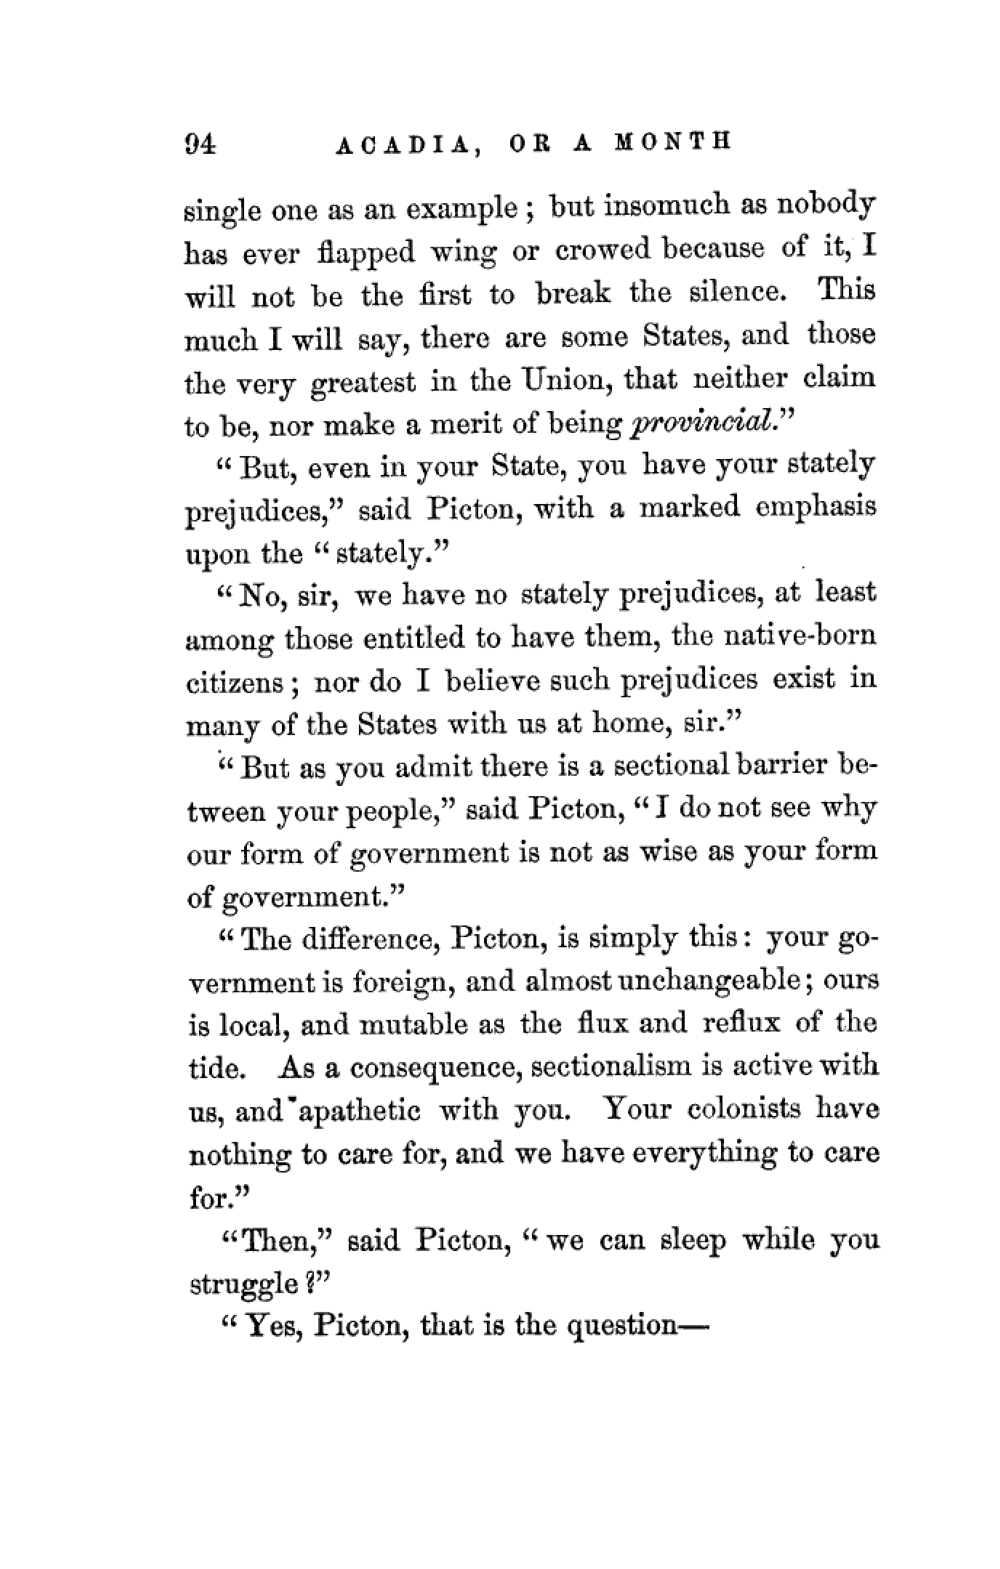 94 ACADIA, OR A MONTH
single one as an example; but insomuch as nobody
has ever flapped wing or crowed because of it, I
will not be the first to break the silence. This
much I will say, there are some States, and those
the very greatest in the Union, that neither claim
to be, nor make a merit of being provincial.”
“But, even in your State, you have your stately
prejudices,” said Picton, with a marked emphasis
upon the “stately.”
“No, sir, we have no stately prejudices, at least
among those entitled to have them, the native-born
citizens; nor do I believe such prejudices exist in
many of the States with us at home, sir.”
“But as you admit there is a sectional barrier be-
tween your people,” said Picton, “I do not see why
our form of government is not as wise as your form
of government.”
“The difference, Picton, is simply this: your go-
vernment is foreign, and almost unchangeable; ours
is local, and mutable as the flux and reflux of the
tide. As a consequence, sectionalism is active with
us, and apathetic with you. Your colonists have
nothing to care for, and we have everything to care
for.”
“Then,” said Picton, “we can sleep while you
struggle?”
“Yes, Picton, that is the question—